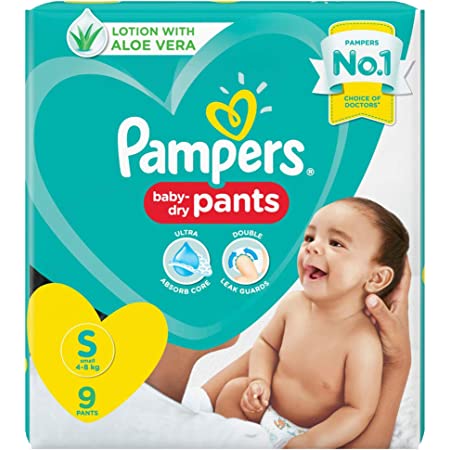 LOTION WITH
ALOE VERA
PAMPERS
No.1
CHOICE OF
DOCTORS*
Pampers®
baby-
dry pants
ULTRA
ABSORB CORE
DOUBLE
LEAK GUARDS
S
small
4-8 kg
9
PANTS